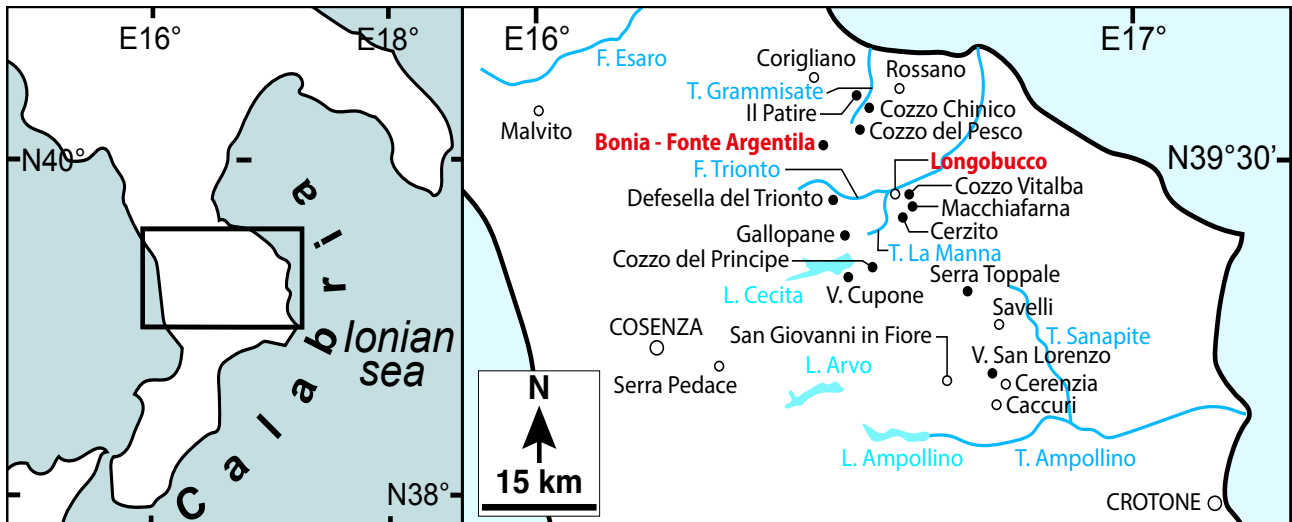 E16°
E18°
N40°
Calabria
Ionian
sea
N38°
E16°
E17°
F. Esaro
Corigliano
Rossano
T. Grammisate
Il Patire
Cozzo Chinico
Malvito
Cozzo del Pesco
Bonia - Fonte Argentila
Longobucco
N39°30’
F. Trionto
Cozzo Vitalba
Defesella del Trionto
Macchiafarna
Cerzito
Gallopane
T. La Manna
Cozzo del Principe
Serra Toppale
L. Cecita
V. Cupone
Savelli
COSENZA
San Giovanni in Fiore
T. Sanapite
V. San Lorenzo
L. Arvo
Serra Pedace
Cerenzia
Caccuri
N
15 km
L. Ampollino
T. Ampollino
CROTONE